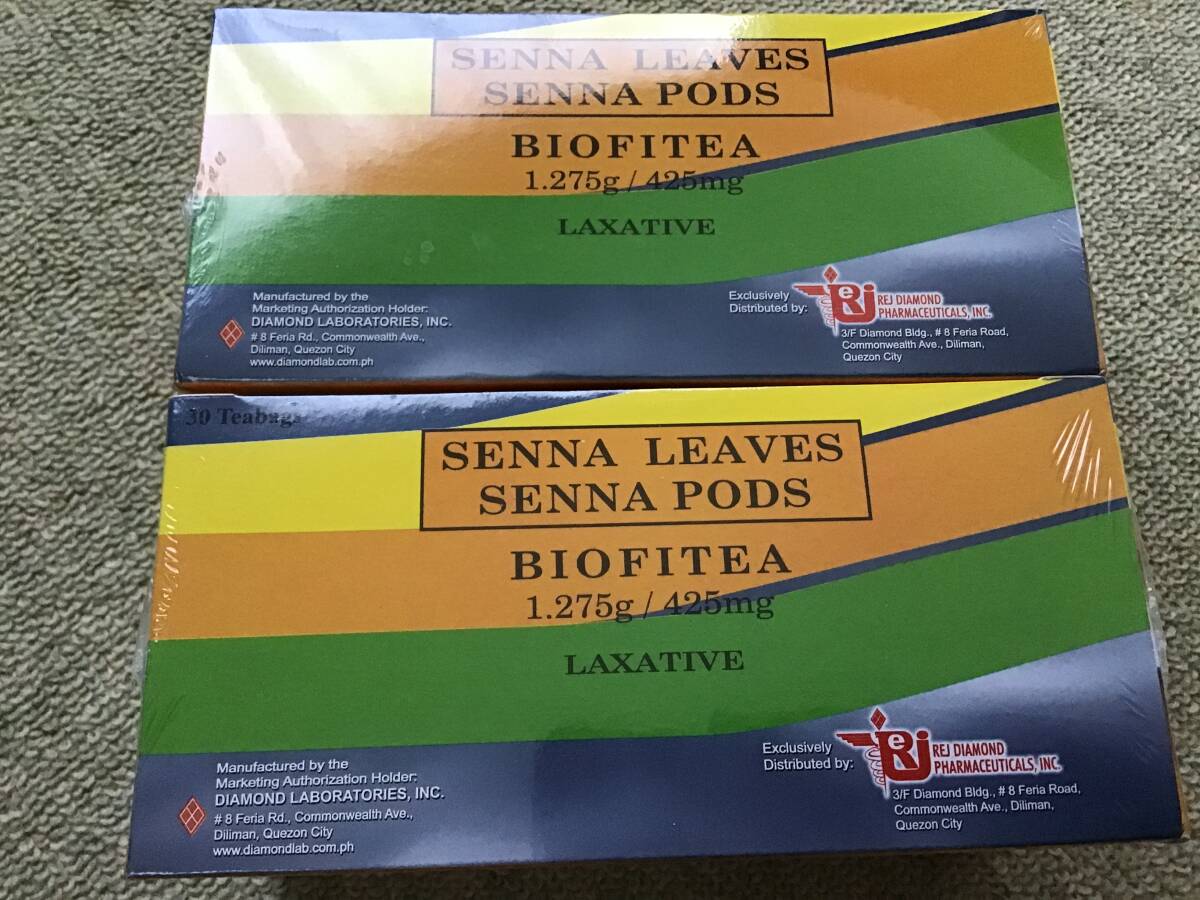 SENNA LEAVES
SENNA PODS
BIOFITEA
1.275g / 425mg
LAXATIVE
Manufactured by the
Marketing Authorization Holder:
DIAMOND LABORATORIES, INC.
# 8 Feria Rd., Commonwealth Ave.,
Diliman, Quezon City
www.diamondlab.com.ph
Exclusively
Distributed by:
ReJ
REJ DIAMOND
PHARMACEUTICALS, INC.
3/F Diamond Bldg., # 8 Feria Road,
Commonwealth Ave., Diliman,
Quezon City
30 Teabags
SENNA LEAVES
SENNA PODS
BIOFITEA
1.275g / 425mg
LAXATIVE
Manufactured by the
Marketing Authorization Holder:
DIAMOND LABORATORIES, INC.
# 8 Feria Rd., Commonwealth Ave.,
Diliman, Quezon City
www.diamondlab.com.ph
Exclusively
Distributed by:
ReJ
REJ DIAMOND
PHARMACEUTICALS, INC.
3/F Diamond Bldg., # 8 Feria Road,
Commonwealth Ave., Diliman,
Quezon City